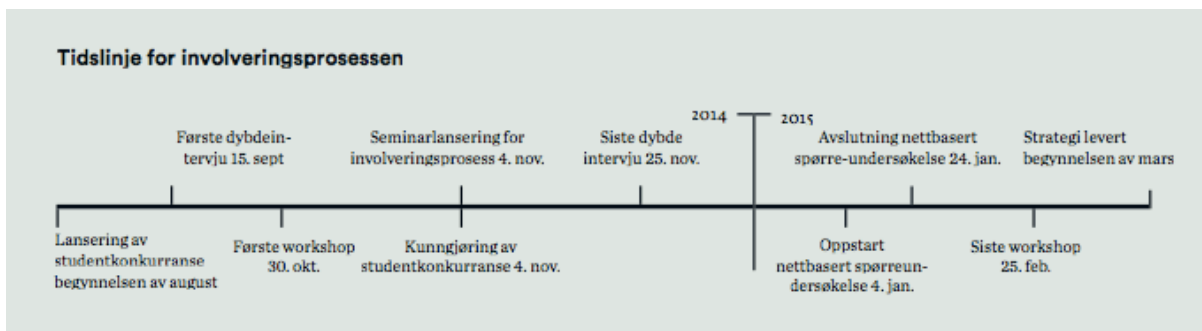 Tidslinje for involveringsprosessen
2014
2015
Første dybdein-
tervju 15. sept
Seminarlansering for
involveringsprosess 4. nov.
Siste dybde
intervju 25. nov.
Avslutning nettbasert
spørre-undersøkelse 24. jan.
Strategi levert
begynnelsen av mars
Lansering av
studentkonkurranse
begynnelsen av august
Første workshop
30. okt.
Kunngjøring av
studentkonkurranse 4. nov.
Oppstart
nettbasert spørreun-
dersøkelse 4. jan.
Siste workshop
25. feb.